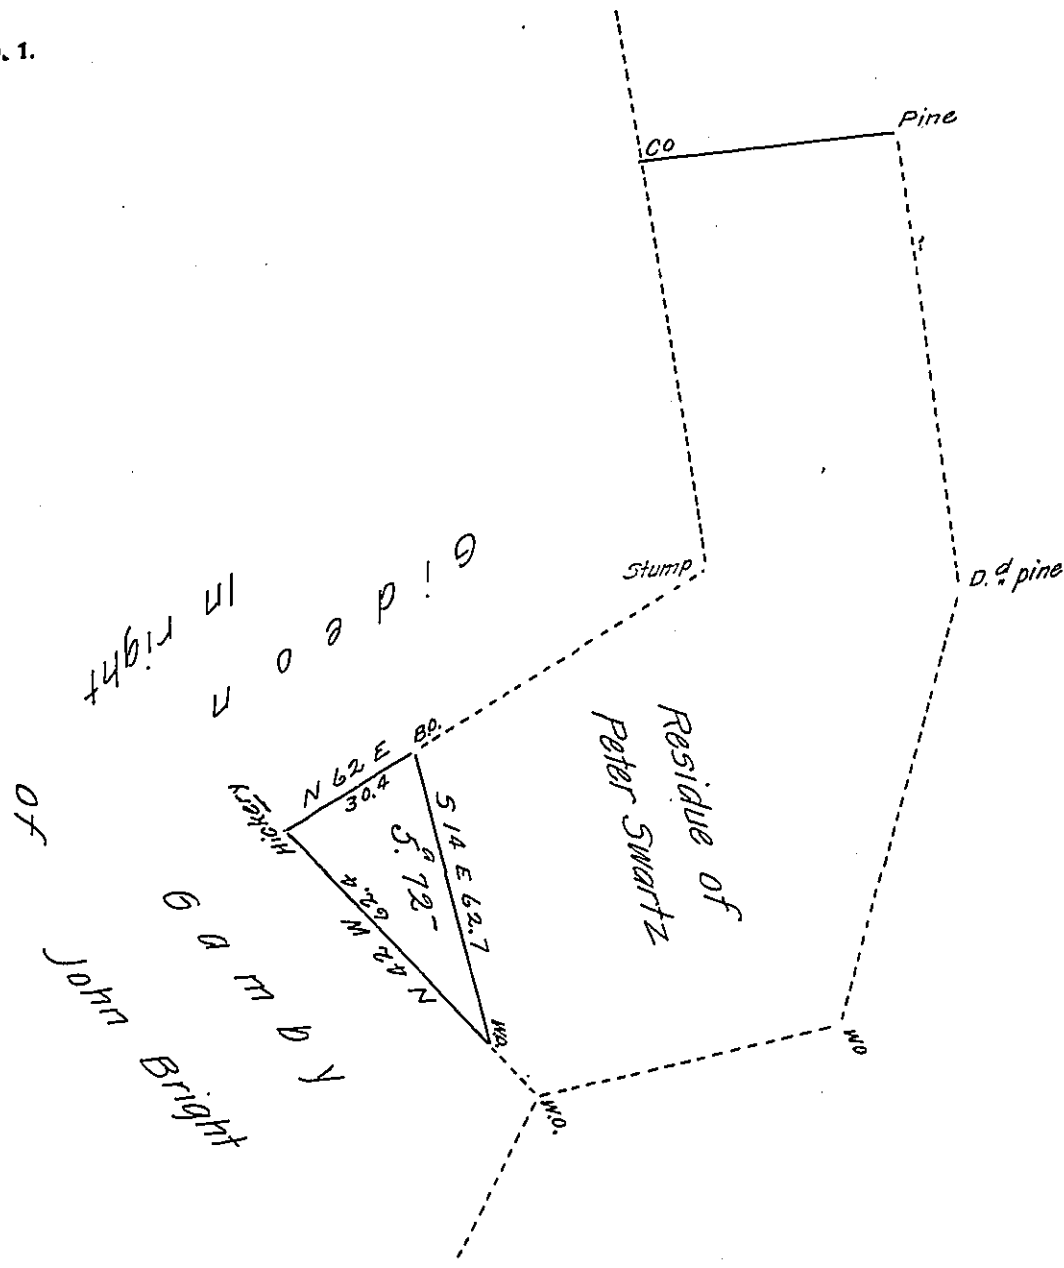 . 1.
Pine
CO
Stump
D.d pine
Gideon
In right
B.O.
N 62 E
30.4
Hickery
S 14 E 62.7
5.a 72-
N 42 W
62.4
Residue of
Peter Swartz
of
Gamby
John Bright
W.O.
W.O.
W.O.